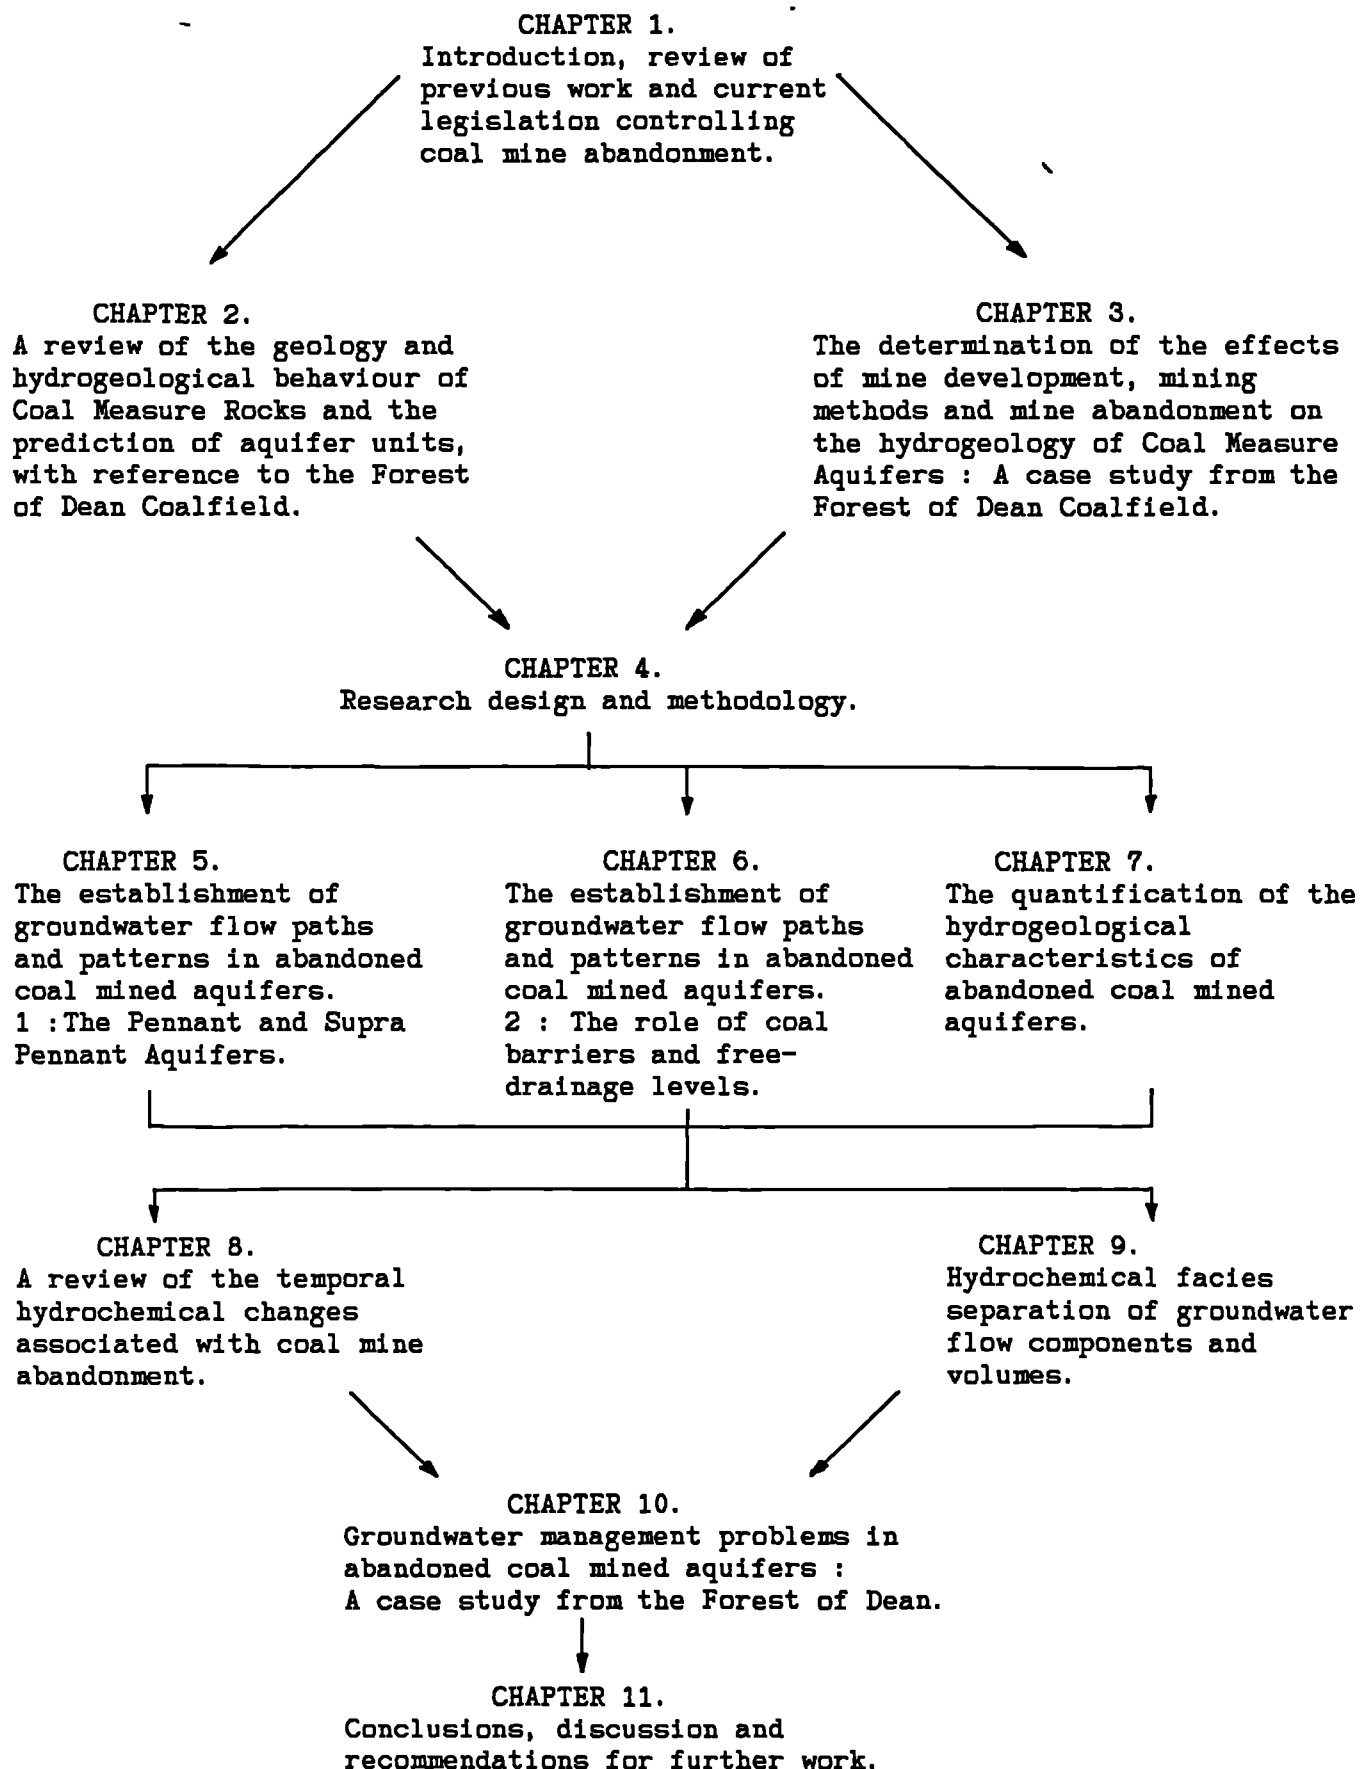 CHAPTER 1.
Introduction, review of
previous work and current
legislation controlling
coal mine abandonment.
CHAPTER 2.
A review of the geology and
hydrogeological behaviour of
Coal Measure Rocks and the
prediction of aquifer units,
with reference to the Forest
of Dean Coalfield.
CHAPTER 3.
The determination of the effects
of mine development, mining
methods and mine abandonment on
the hydrogeology of Coal Measure
Aquifers : A case study from the
Forest of Dean Coalfield.
CHAPTER 4.
Research design and methodology.
CHAPTER 5.
The establishment of
groundwater flow paths
and patterns in abandoned
coal mined aquifers.
1 :The Pennant and Supra
Pennant Aquifers.
CHAPTER 6.
The establishment of
groundwater flow paths
and patterns in abandoned
coal mined aquifers.
2 : The role of coal
barriers and free-
drainage levels.
CHAPTER 7.
The quantification of the
hydrogeological
characteristics of
abandoned coal mined
aquifers.
CHAPTER 8.
A review of the temporal
hydrochemical changes
associated with coal mine
abandonment.
CHAPTER 9.
Hydrochemical facies
separation of groundwater
flow components and
volumes.
CHAPTER 10.
Groundwater management problems in
abandoned coal mined aquifers :
A case study from the Forest of Dean.
CHAPTER 11.
Conclusions, discussion and
recommendations for further work.